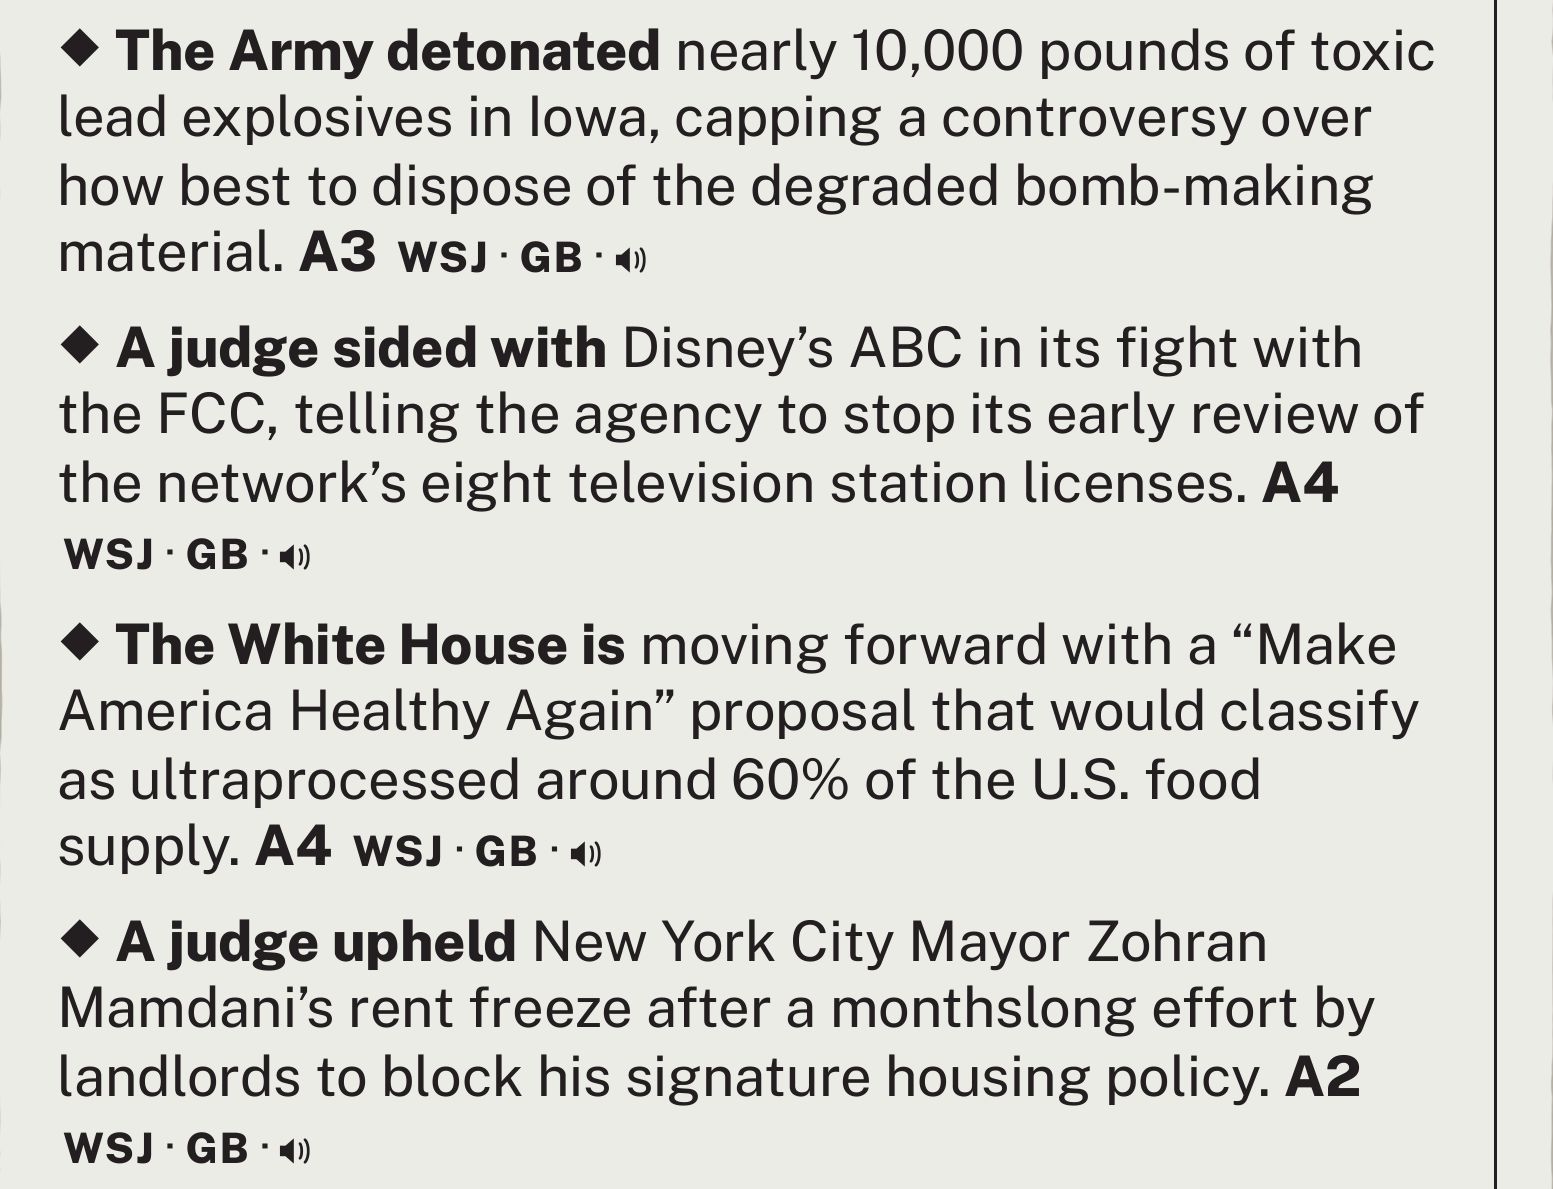 ◆ The Army detonated nearly 10,000 pounds of toxic
lead explosives in Iowa, capping a controversy over
how best to dispose of the degraded bomb-making
material. A3 WSJ · GB ·
◆ A judge sided with Disney’s ABC in its fight with
the FCC, telling the agency to stop its early review of
the network’s eight television station licenses. A4
WSJ · GB ·
◆ The White House is moving forward with a “Make
America Healthy Again” proposal that would classify
as ultraprocessed around 60% of the U.S. food
supply. A4 WSJ · GB ·
◆ A judge upheld New York City Mayor Zohran
Mamdani’s rent freeze after a monthslong effort by
landlords to block his signature housing policy. A2
WSJ · GB ·